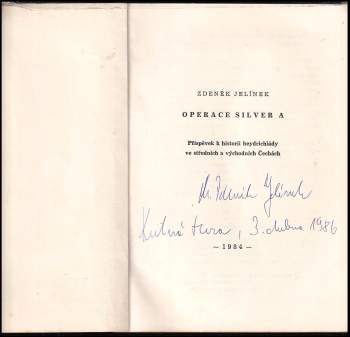 ZDENĚK JELÍNEK
OPERACE SILVER A
Příspěvek k historii heydrichiády
ve středních a východních Čechách
Zdeněk Jelínek
Kutná Hora, 3. dubna 1986
— 1984 —